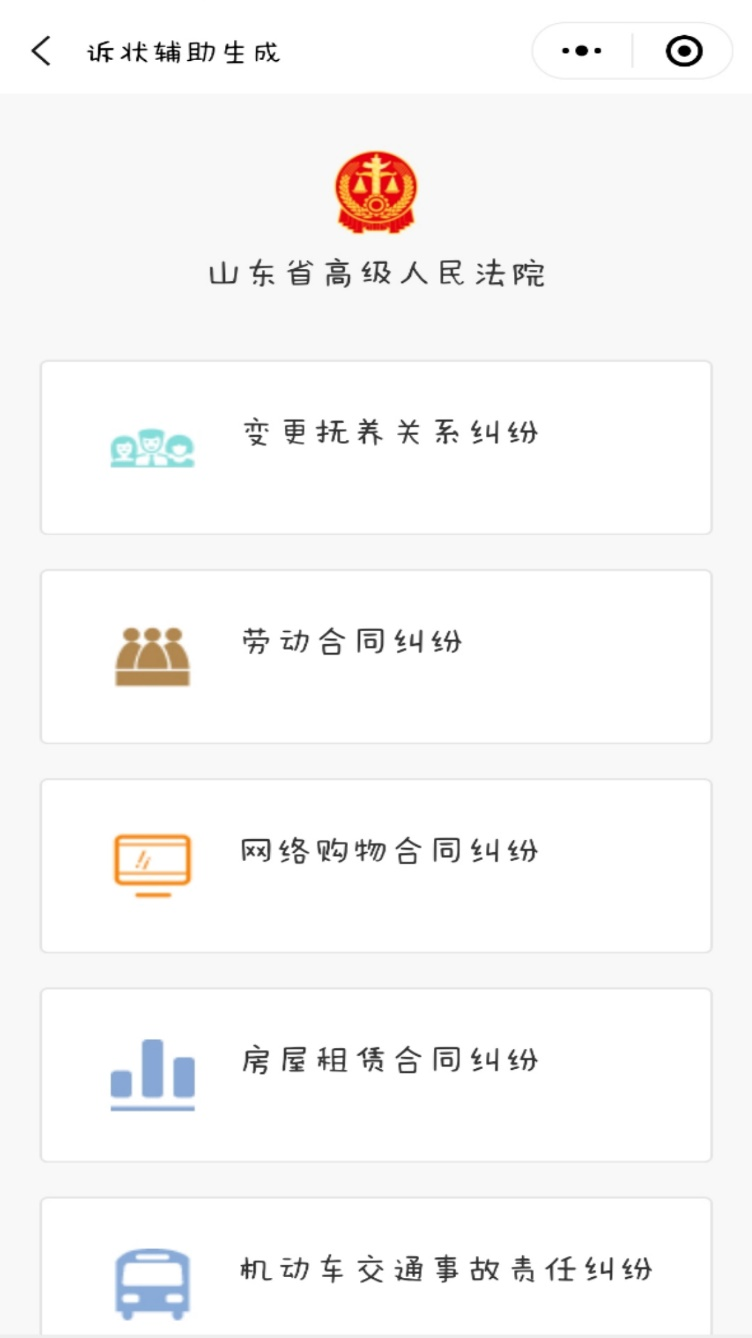 诉状辅助生成
山东省高级人民法院
变更抚养关系纠纷
劳动合同纠纷
网络购物合同纠纷
房屋租赁合同纠纷
机动车交通事故责任纠纷